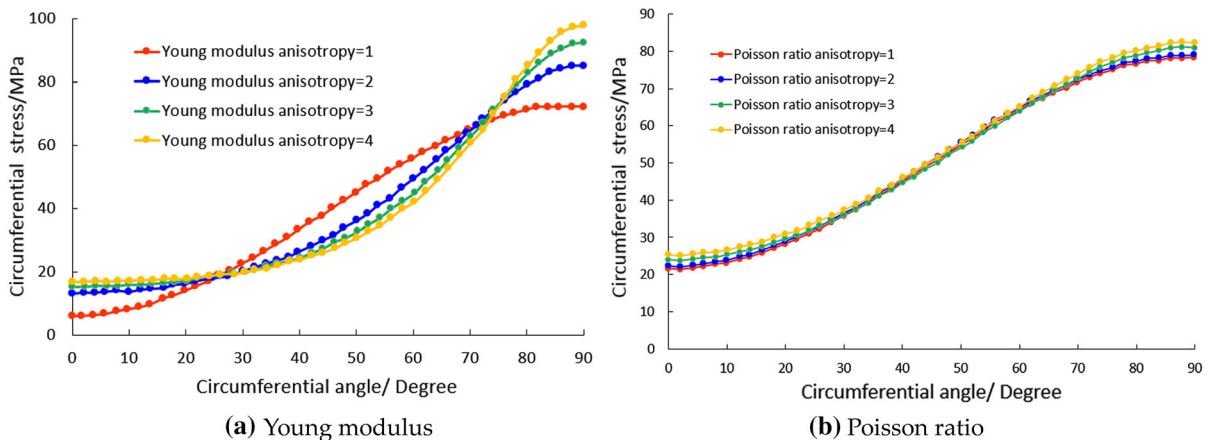 100
80
60
40
20
0
Circumferential stress/MPa
Young modulus anisotropy=1
Young modulus anisotropy=2
Young modulus anisotropy=3
Young modulus anisotropy=4
0 10 20 30 40 50 60 70 80 90
Circumferential angle/ Degree
(a) Young modulus
90
80
70
60
50
40
30
20
10
0
Circumferential stress/MPa
Poisson ratio anisotropy=1
Poisson ratio anisotropy=2
Poisson ratio anisotropy=3
Poisson ratio anisotropy=4
0 10 20 30 40 50 60 70 80 90
Circumferential angle/ Degree
(b) Poisson ratio